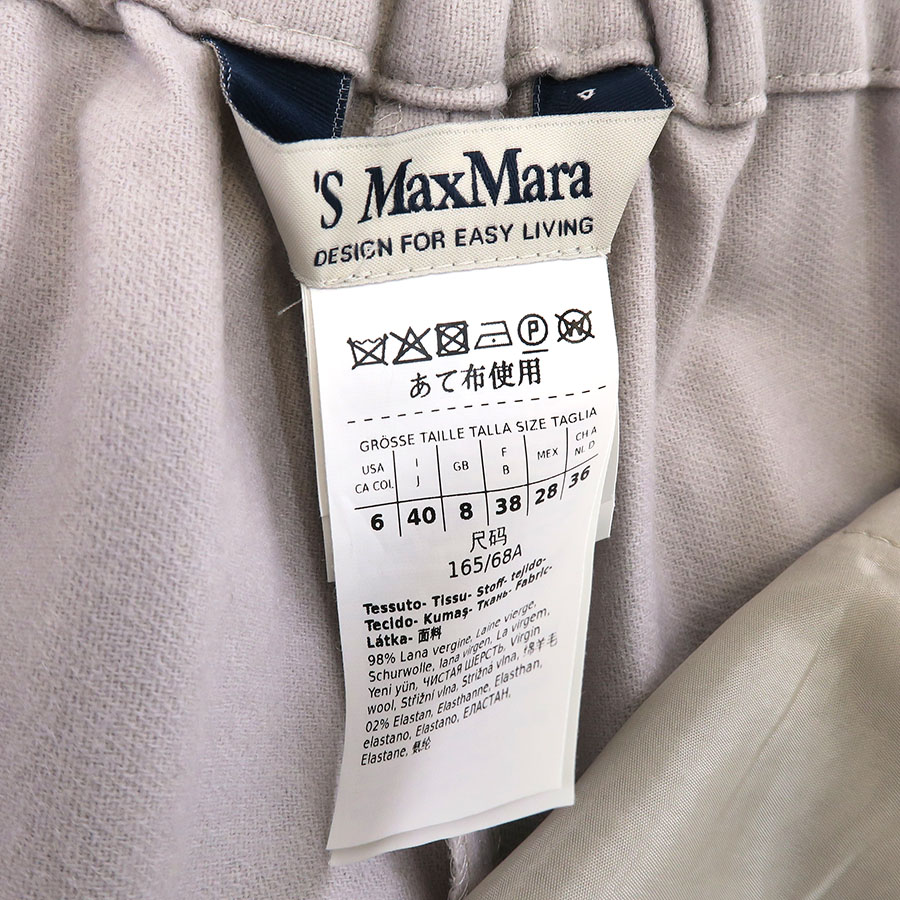 'S MaxMara
DESIGN FOR EASY LIVING
P
W
あて布使用
GRÖSSE TAILLE TALLA SIZE TAGLIA
USA I GB F MEX CH A
CA COL J B NL D
6 40 8 38 28 36
尺码
165/68A
Tessuto- Tissu- Stoff- tejido-
Tecido- Kumaş- Ткань- Fabric-
Látka- 面料
98% Lana vergine, Laine vierge,
Schurwolle, lana virgen, La virgem,
Yeni yün, ЧИСТАЯ ШЕРСТЬ, Virgin
wool, Střižní vlna, Strižná vlna, 绵羊毛
02% Elastan, Elasthanne, Elasthan,
elastano, Elastano, ЕЛАСТАН,
Elastane, 氨纶